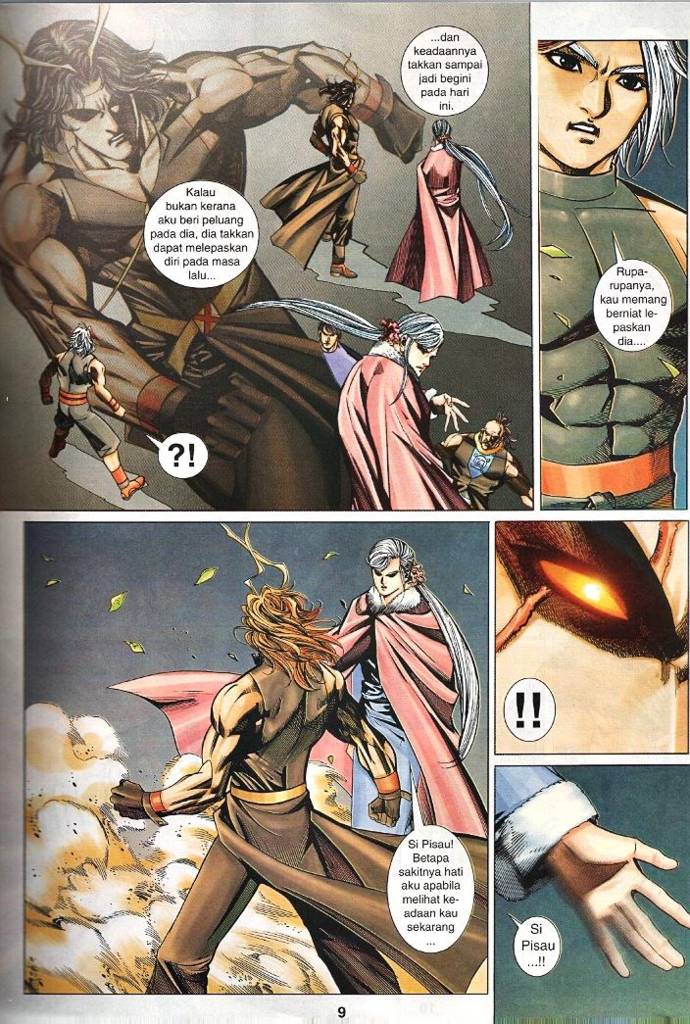 ...dan
keadaannya
takkan sampai
jadi begini
pada hari
ini.
Kalau
bukan kerana
aku beri peluang
pada dia, dia takkan
dapat melepaskan
diri pada masa
lalu...
?!
Rupa-
rupanya,
kau memang
berniat le-
paskan
dia....
Si Pisau!
Betapa
sakitnya hati
aku apabila
melihat ke-
adaan kau
sekarang
...
!!
Si
Pisau
...!!
9